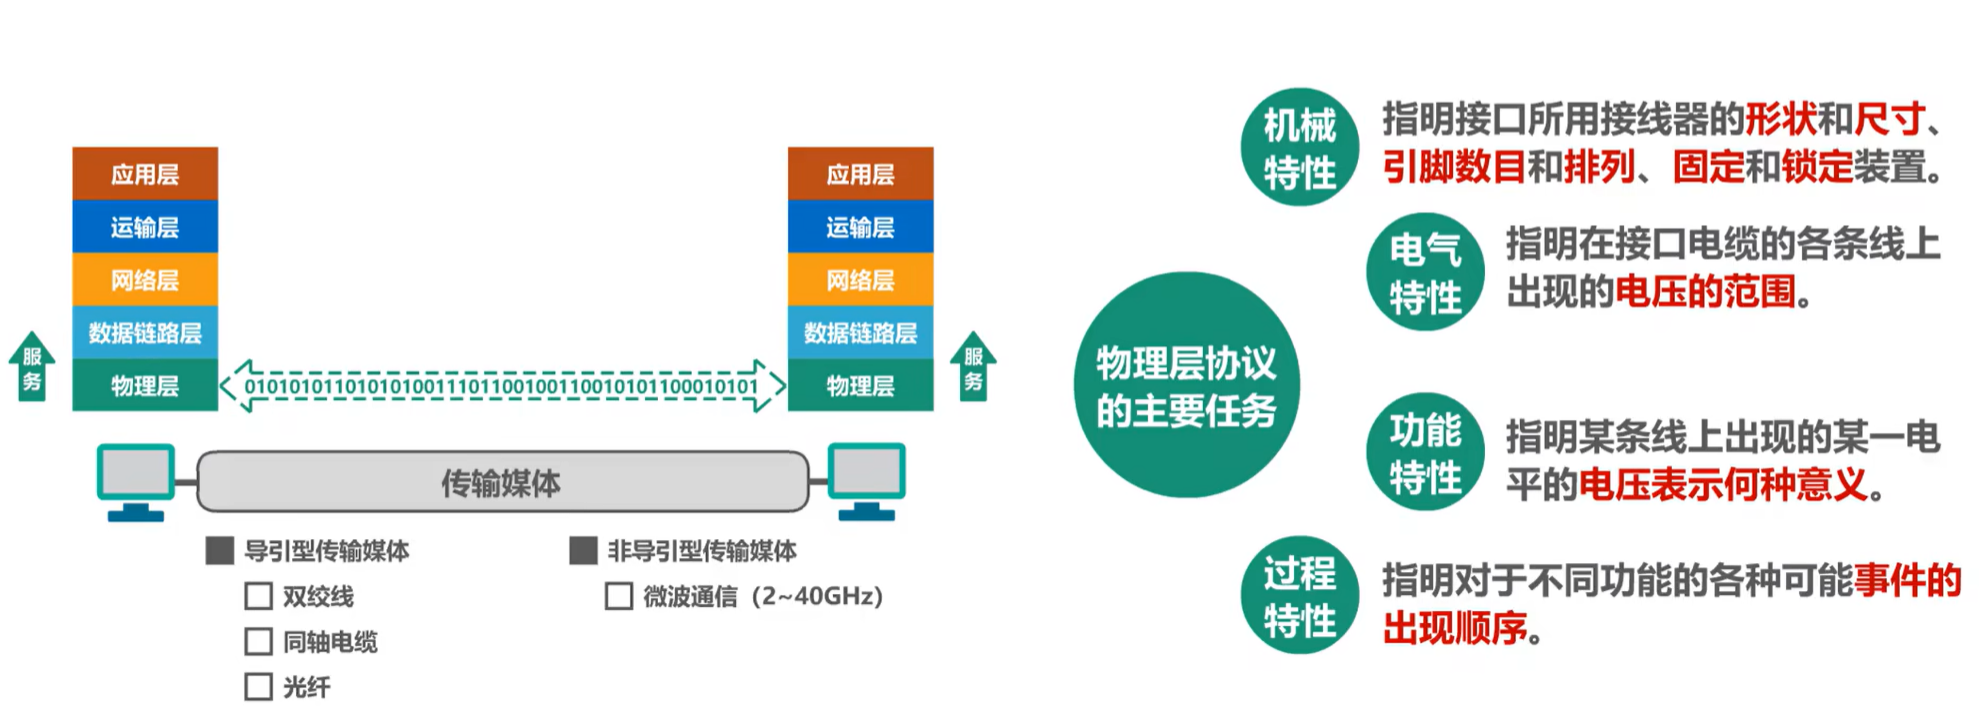 应用层
运输层
网络层
数据链路层
物理层
服务
0101010110101010011101100100110010101100010101
应用层
运输层
网络层
数据链路层
物理层
服务
传输媒体
导引型传输媒体
双绞线
同轴电缆
光纤
非导引型传输媒体
微波通信（2~40GHz）
物理层协议
的主要任务
机械
特性
指明接口所用接线器的形状和尺寸、
引脚数目和排列、固定和锁定装置。
电气
特性
指明在接口电缆的各条线上
出现的电压的范围。
功能
特性
指明某条线上出现的某一电
平的电压表示何种意义。
过程
特性
指明对于不同功能的各种可能事件的
出现顺序。